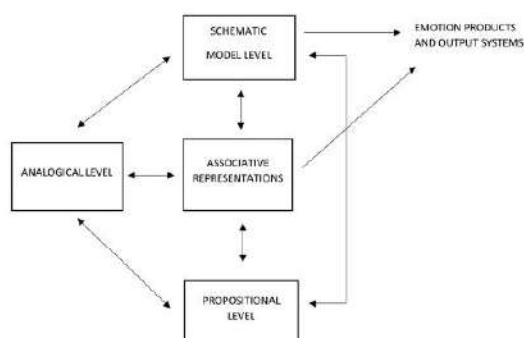 SCHEMATIC
MODEL LEVEL
EMOTION PRODUCTS
AND OUTPUT SYSTEMS
ANALOGICAL LEVEL
ASSOCIATIVE
REPRESENTATIONS
PROPOSITIONAL
LEVEL